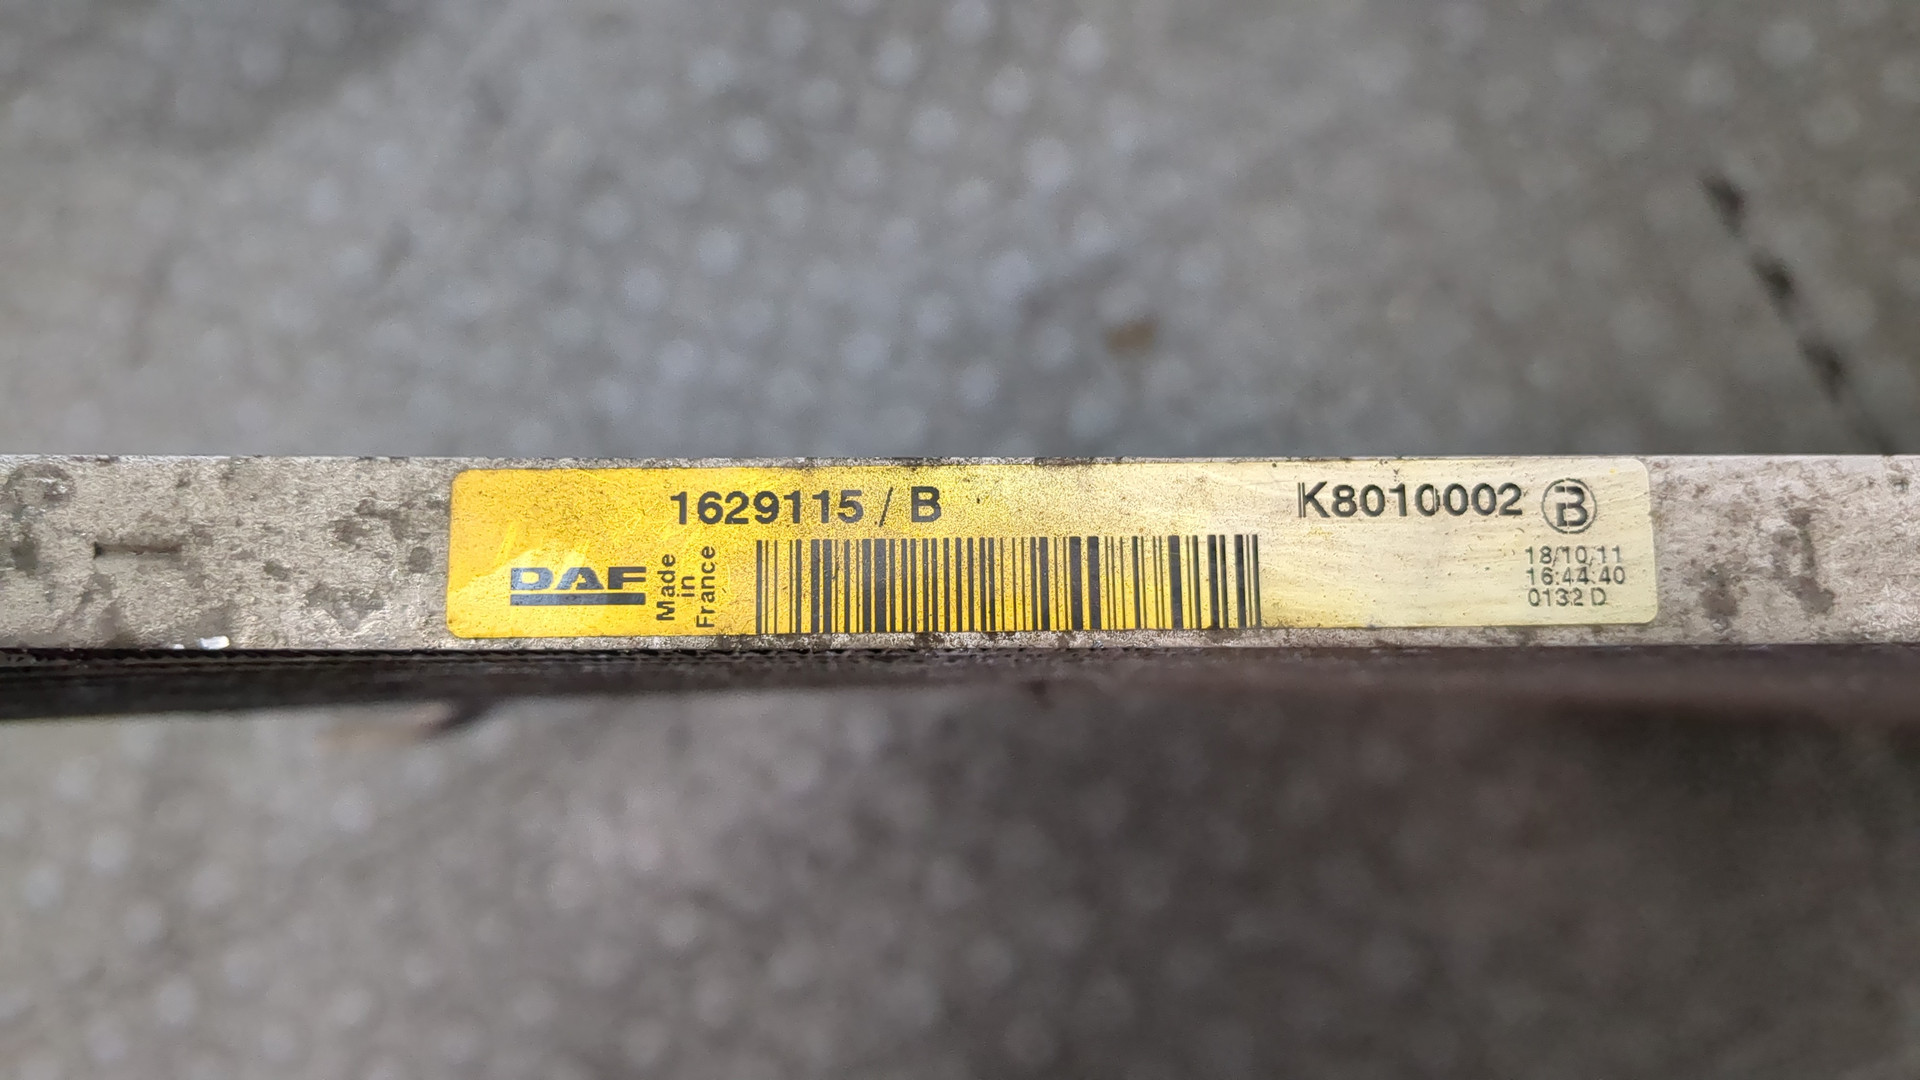 1629115 / B
K8010002 B
DAF
Made
in
France
18/10/11
16:44:40
0132 D